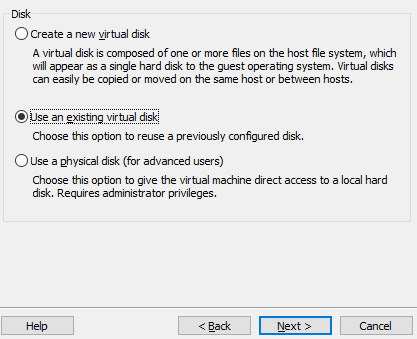 Disk
Create a new virtual disk
A virtual disk is composed of one or more files on the host file system, which
will appear as a single hard disk to the guest operating system. Virtual disks
can easily be copied or moved on the same host or between hosts.
Use an existing virtual disk
Choose this option to reuse a previously configured disk.
Use a physical disk (for advanced users)
Choose this option to give the virtual machine direct access to a local hard
disk. Requires administrator privileges.
Help
< Back
Next >
Cancel